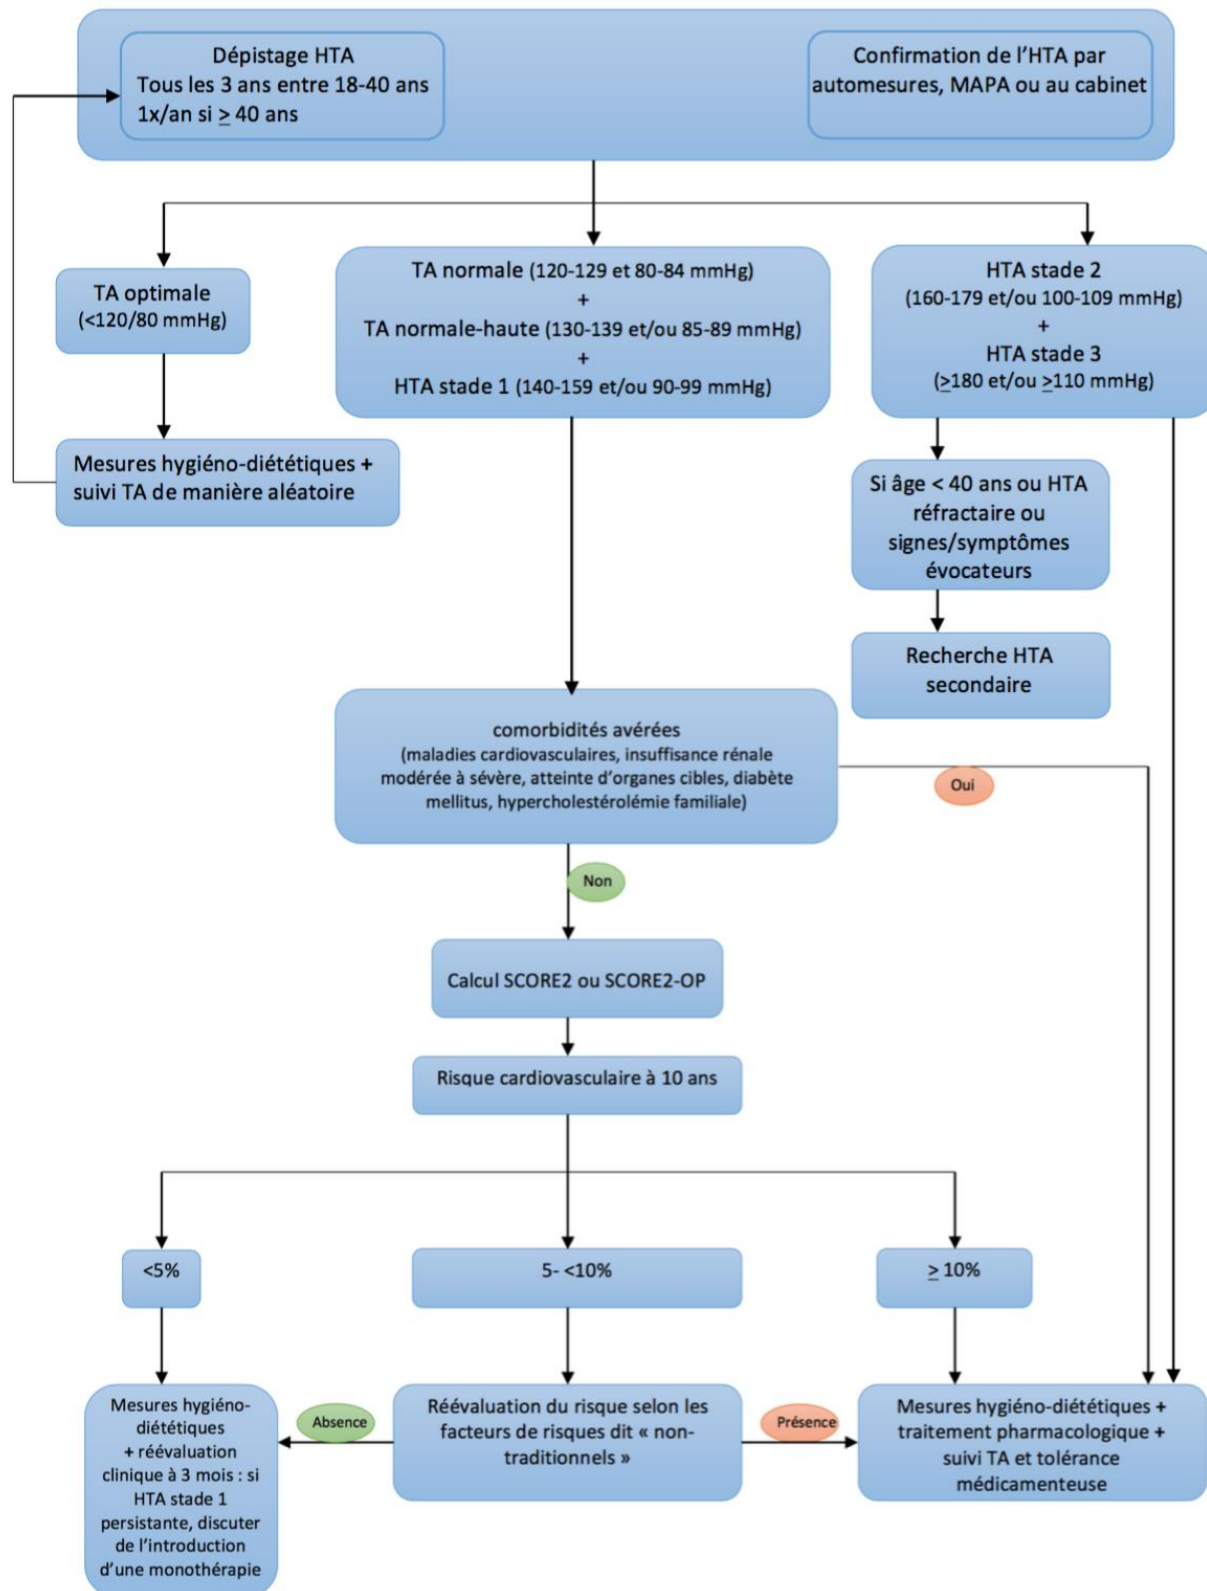 Dépistage HTA
Tous les 3 ans entre 18-40 ans
1x/an si ≥ 40 ans
Confirmation de l’HTA par
automesures, MAPA ou au cabinet
TA optimale
(<120/80 mmHg)
TA normale (120-129 et 80-84 mmHg)
+
TA normale-haute (130-139 et/ou 85-89 mmHg)
+
HTA stade 1 (140-159 et/ou 90-99 mmHg)
HTA stade 2
(160-179 et/ou 100-109 mmHg)
+
HTA stade 3
(≥180 et/ou ≥110 mmHg)
Mesures hygiéno-diététiques +
suivi TA de manière aléatoire
Si âge < 40 ans ou HTA
réfractaire ou
signes/symptômes
évocateurs
Recherche HTA
secondaire
comorbidités avérées
(maladies cardiovasculaires, insuffisance rénale
modérée à sévère, atteinte d’organes cibles, diabète
mellitus, hypercholestérolémie familiale)
Oui
Non
Calcul SCORE2 ou SCORE2-OP
Risque cardiovasculaire à 10 ans
<5%
5- <10%
≥ 10%
Mesures hygiéno-
diététiques
+ réévaluation
clinique à 3 mois : si
HTA stade 1
persistante, discuter
de l’introduction
d’une monothérapie
Absence
Réévaluation du risque selon les
facteurs de risques dit « non-
traditionnels »
Présence
Mesures hygiéno-diététiques +
traitement pharmacologique +
suivi TA et tolérance
médicamenteuse